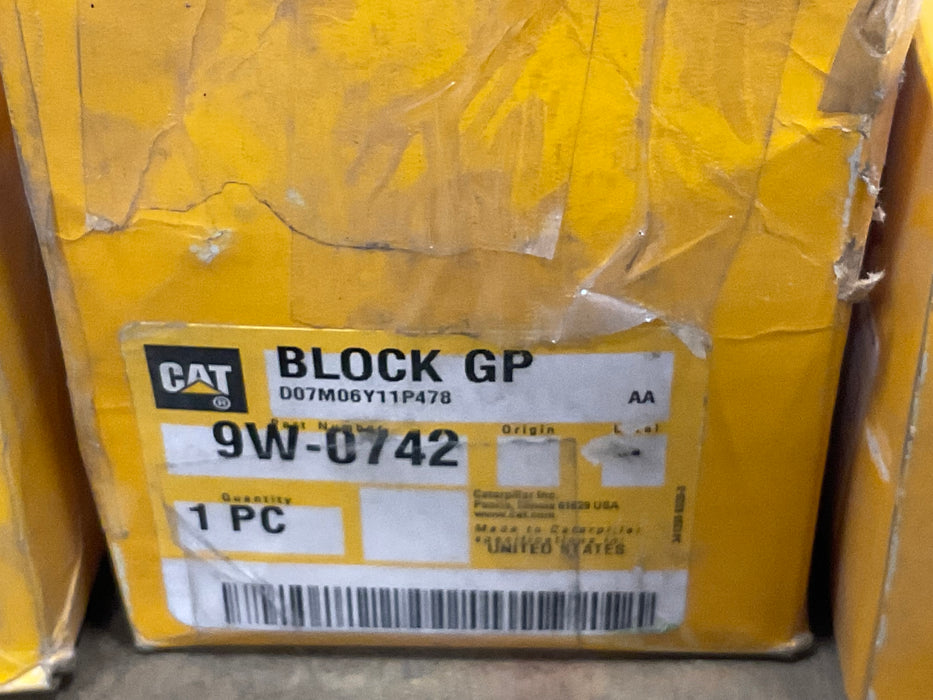 CAT®
BLOCK GP
D07M06Y11P478
AA
Part Number
Origin
9W-0742
Quantity
1 PC
Caterpillar Inc.
Peoria, Illinois 61629 USA
www.cat.com
Made to Caterpillar
specifications in:
UNITED STATES